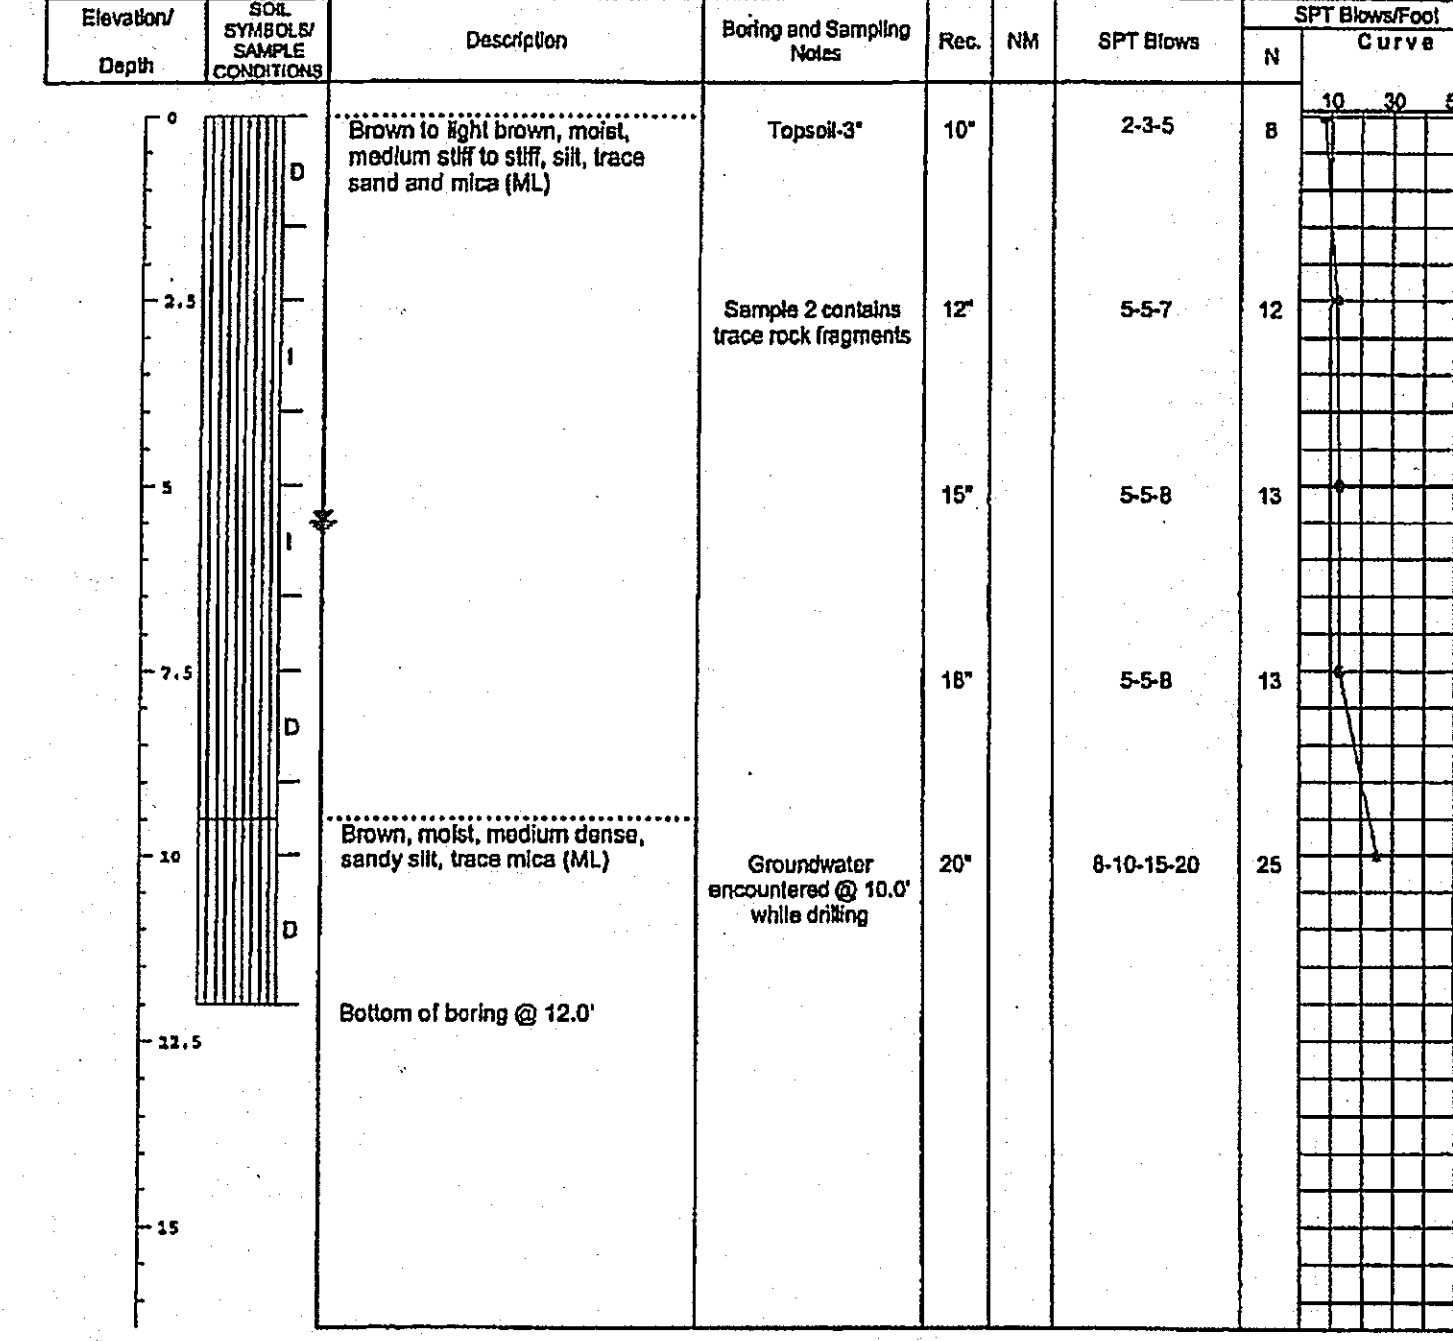 Elevation/
Depth
SOIL
SYMBOLS/
SAMPLE
CONDITIONS
Description
Boring and Sampling
Notes
Rec.
NM
SPT Blows
SPT Blows/Foot
Curve
N
10 30 5
0
Brown to light brown, moist,
medium stiff to stiff, silt, trace
sand and mica (ML)
D
Topsoil-3"
10"
2-3-5
8
2.5
Sample 2 contains
trace rock fragments
12"
5-5-7
12
I
5
15"
5-5-8
13
I
7.5
18"
5-5-8
13
D
Brown, moist, medium dense,
sandy silt, trace mica (ML)
10
Groundwater
encountered @ 10.0'
while drilling
20"
8-10-15-20
25
D
Bottom of boring @ 12.0'
12.5
15